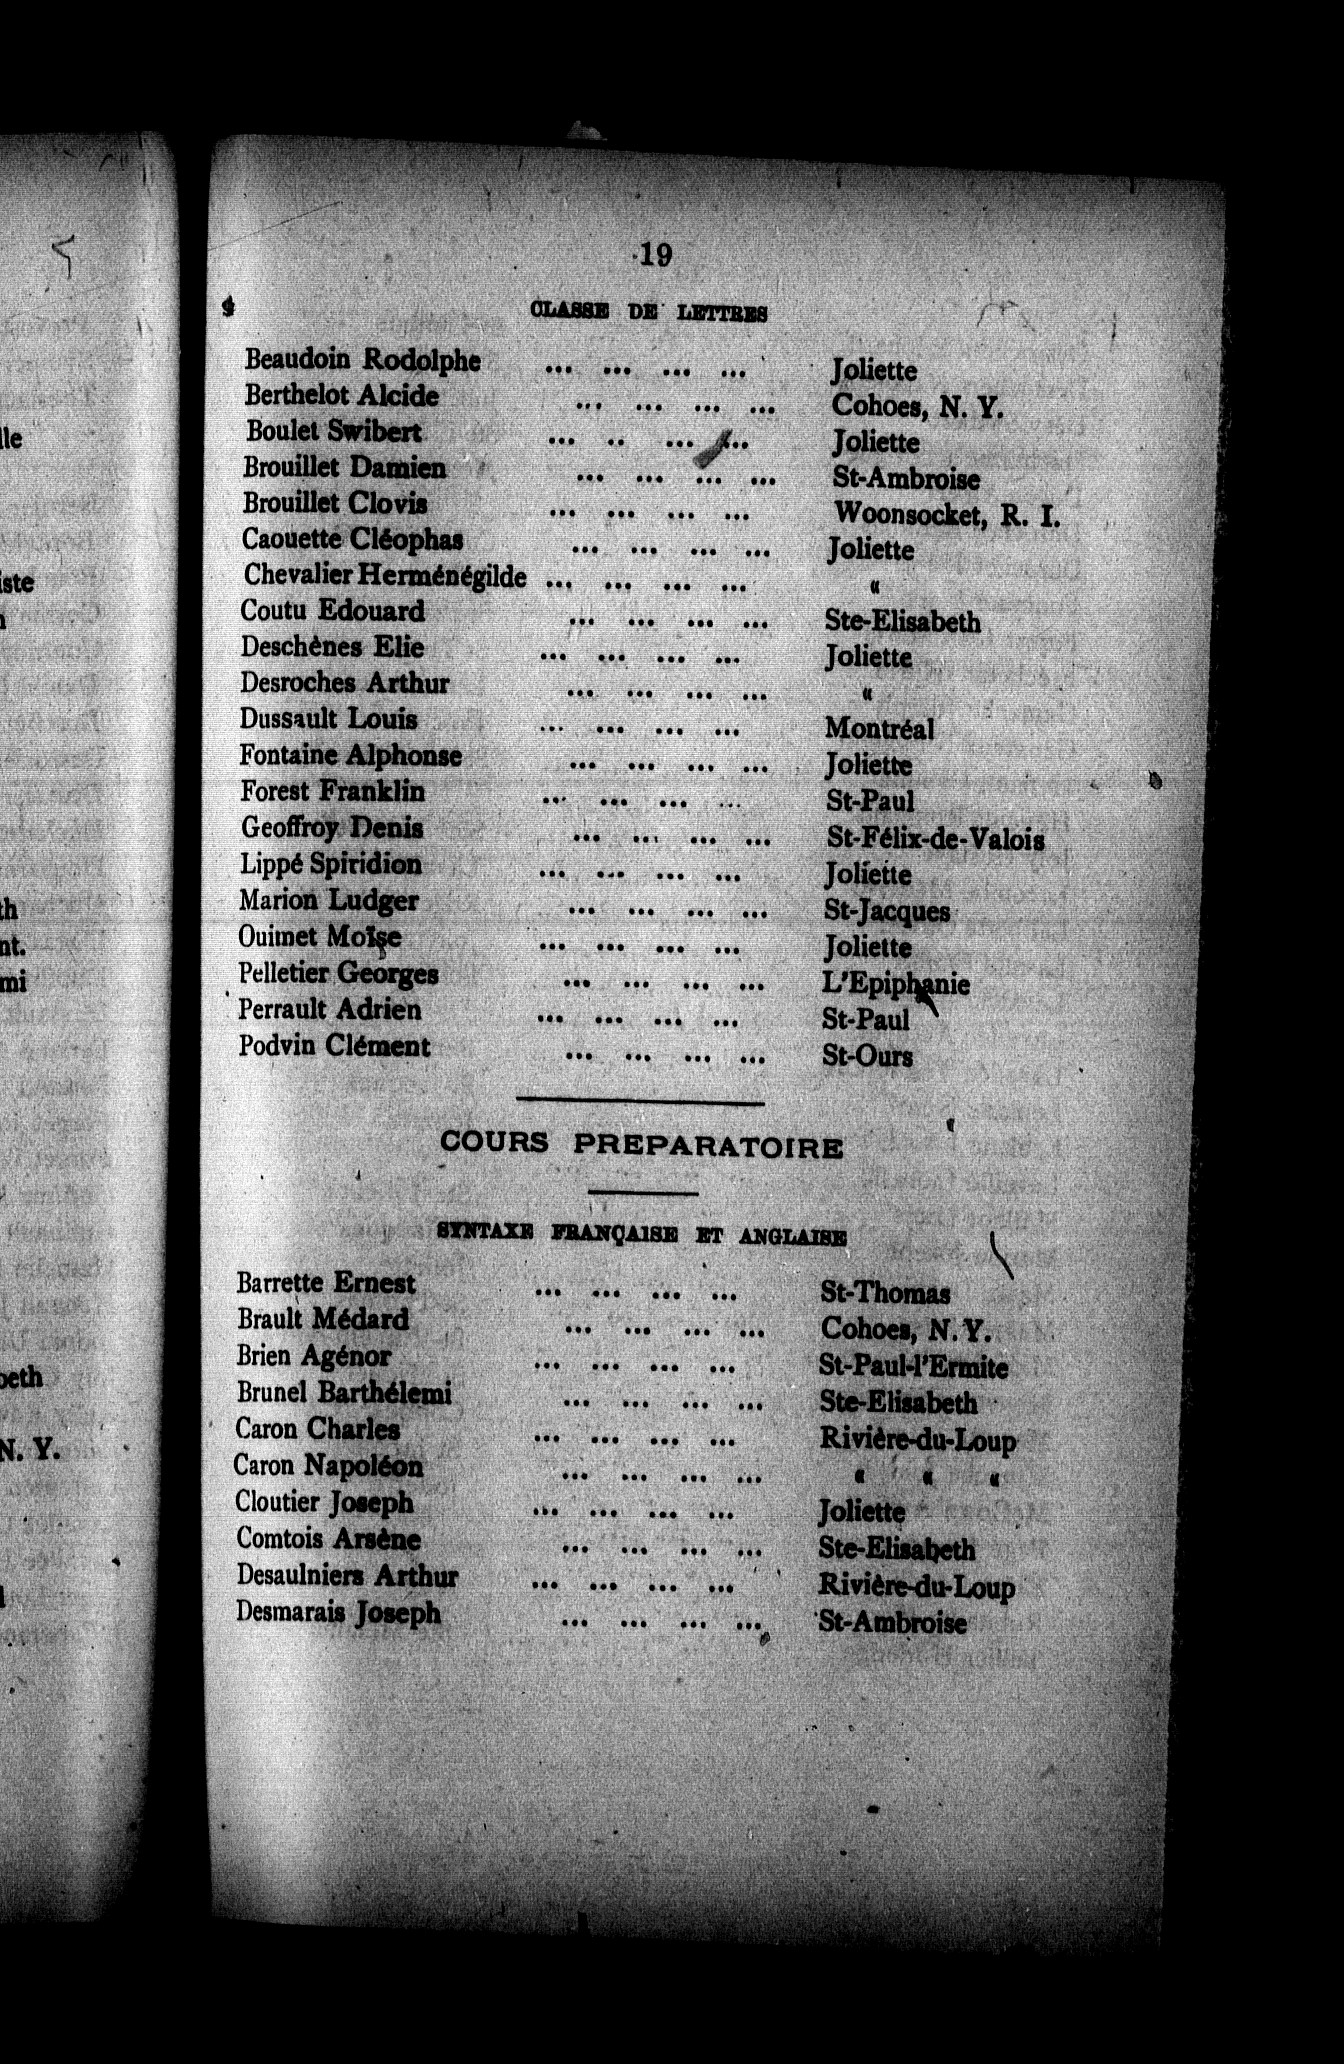 19
CLASSE DE LETTRES
Beaudoin Rodolphe ... ... ... ... Joliette
Berthelot Alcide ... ... ... ... Cohoes, N. Y.
Boulet Swibert ... .. ... ... Joliette
Brouillet Damien ... ... ... ... St-Ambroise
Brouillet Clovis ... ... ... ... Woonsocket, R. I.
Caouette Cléophas ... ... ... ... Joliette
Chevalier Herménégilde ... ... ... ... «
Coutu Edouard ... ... ... ... Ste-Elisabeth
Deschènes Elie ... ... ... ... Joliette
Desroches Arthur ... ... ... ... «
Dussault Louis ... ... ... ... Montréal
Fontaine Alphonse ... ... ... ... Joliette
Forest Franklin ... ... ... ... St-Paul
Geoffroy Denis ... ... ... ... St-Félix-de-Valois
Lippé Spiridion ... ... ... ... Joliette
Marion Ludger ... ... ... ... St-Jacques
Ouimet Moïse ... ... ... ... Joliette
Pelletier Georges ... ... ... ... L'Epiphanie
Perrault Adrien ... ... ... ... St-Paul
Podvin Clément ... ... ... ... St-Ours
COURS PREPARATOIRE
SYNTAXE FRANÇAISE ET ANGLAISE
Barrette Ernest ... ... ... ... St-Thomas
Brault Médard ... ... ... ... Cohoes, N. Y.
Brien Agénor ... ... ... ... St-Paul-l'Ermite
Brunel Barthélemi ... ... ... ... Ste-Elisabeth
Caron Charles ... ... ... ... Rivière-du-Loup
Caron Napoléon ... ... ... ... « « «
Cloutier Joseph ... ... ... ... Joliette
Comtois Arsène ... ... ... ... Ste-Elisabeth
Desaulniers Arthur ... ... ... ... Rivière-du-Loup
Desmarais Joseph ... ... ... ... St-Ambroise